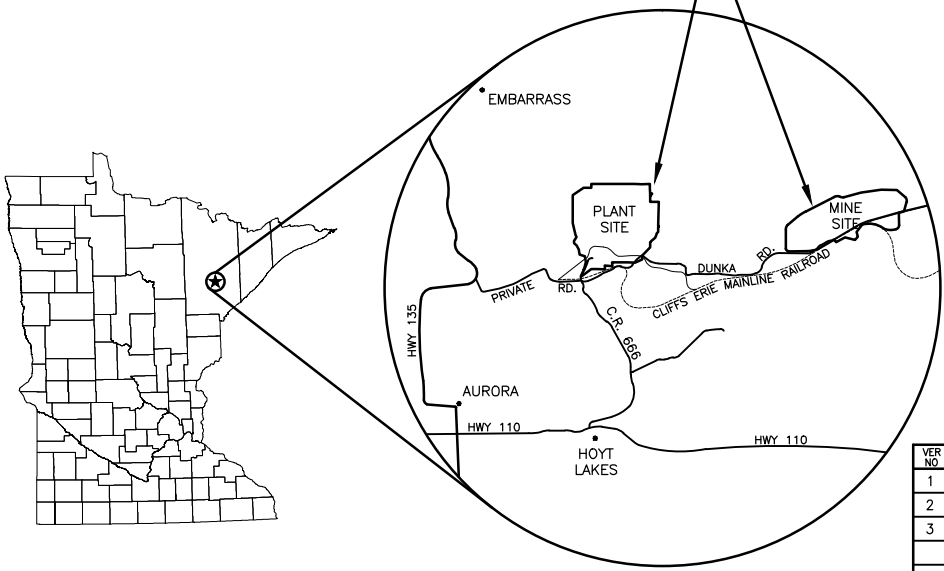 EMBARRASS
PLANT
SITE
MINE
SITE
DUNKA
RD.
PRIVATE
RD.
CLIFFS ERIE MAINLINE RAILROAD
HWY 135
C.R. 666
AURORA
HWY 110
HWY 110
HOYT
LAKES
VER
NO
1
2
3